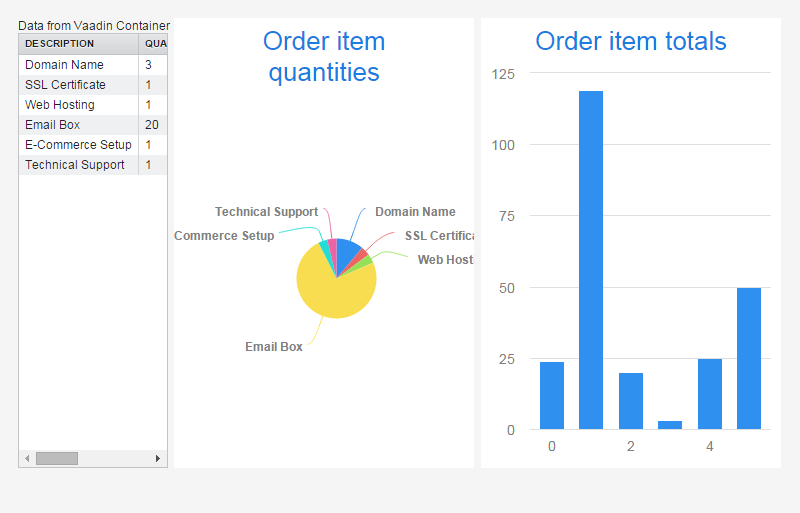 Data from Vaadin Container
DESCRIPTION QUA
Domain Name 3
SSL Certificate 1
Web Hosting 1
Email Box 20
E-Commerce Setup 1
Technical Support 1
Order item
quantities
Technical Support
Domain Name
Commerce Setup
SSL Certifica
Web Host
Email Box
Order item totals
125
100
75
50
25
0
0 2 4